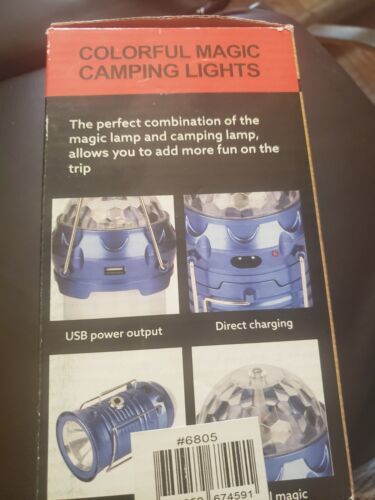 COLORFUL MAGIC
CAMPING LIGHTS
The perfect combination of the
magic lamp and camping lamp,
allows you to add more fun on the
trip
USB power output
Direct charging
#6805
674591
magic